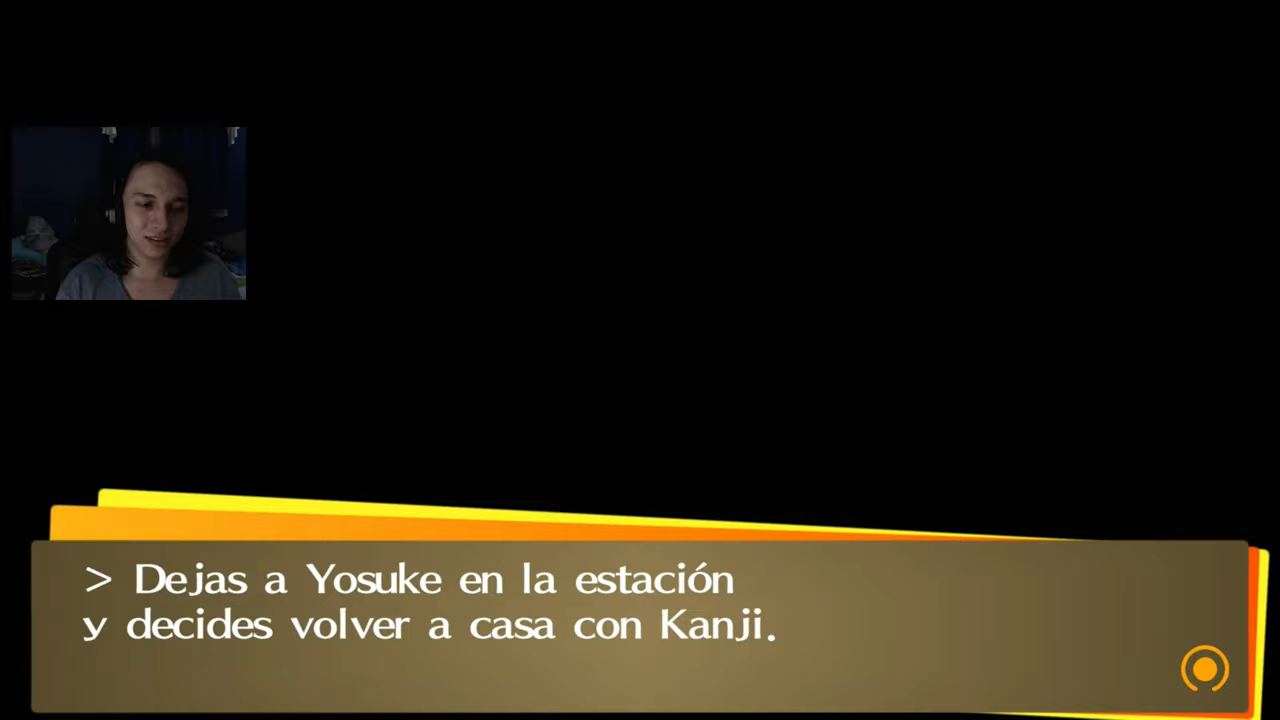 > Dejas a Yosuke en la estación
y decides volver a casa con Kanji.